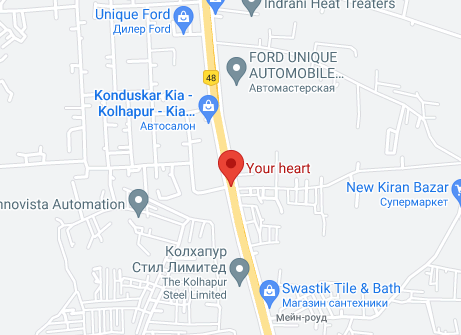 Indrani Heat Treaters
Unique Ford
Дилер Ford
FORD UNIQUE
AUTOMOBILE...
Автомастерская
48
Konduskar Kia -
Kolhapur - Kia...
Автосалон
Your heart
New Kiran Bazar
Супермаркет
nnovista Automation
Колхапур
Стил Лимитед
The Kolhapur
Steel Limited
Swastik Tile & Bath
Магазин сантехники
Мейн-роуд